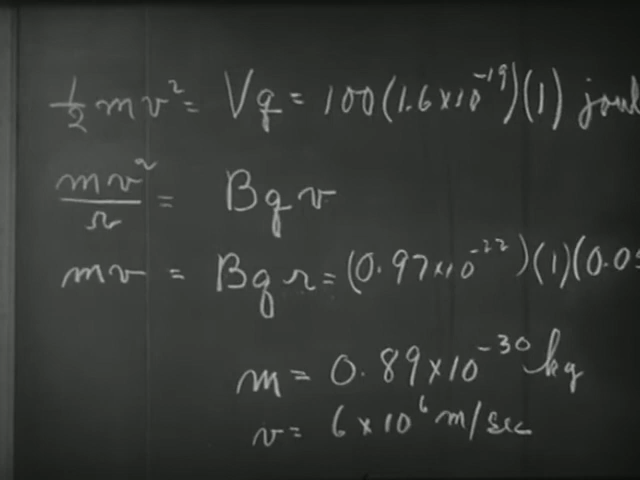 ½mv² = Vq = 100(1.6×10⁻¹⁹)(1) joul
mv²/r = Bqv
mv = Bqr = (0.97×10⁻²²)(1)(0.05
m = 0.89×10⁻³⁰ kg
v = 6×10⁶ m/sec